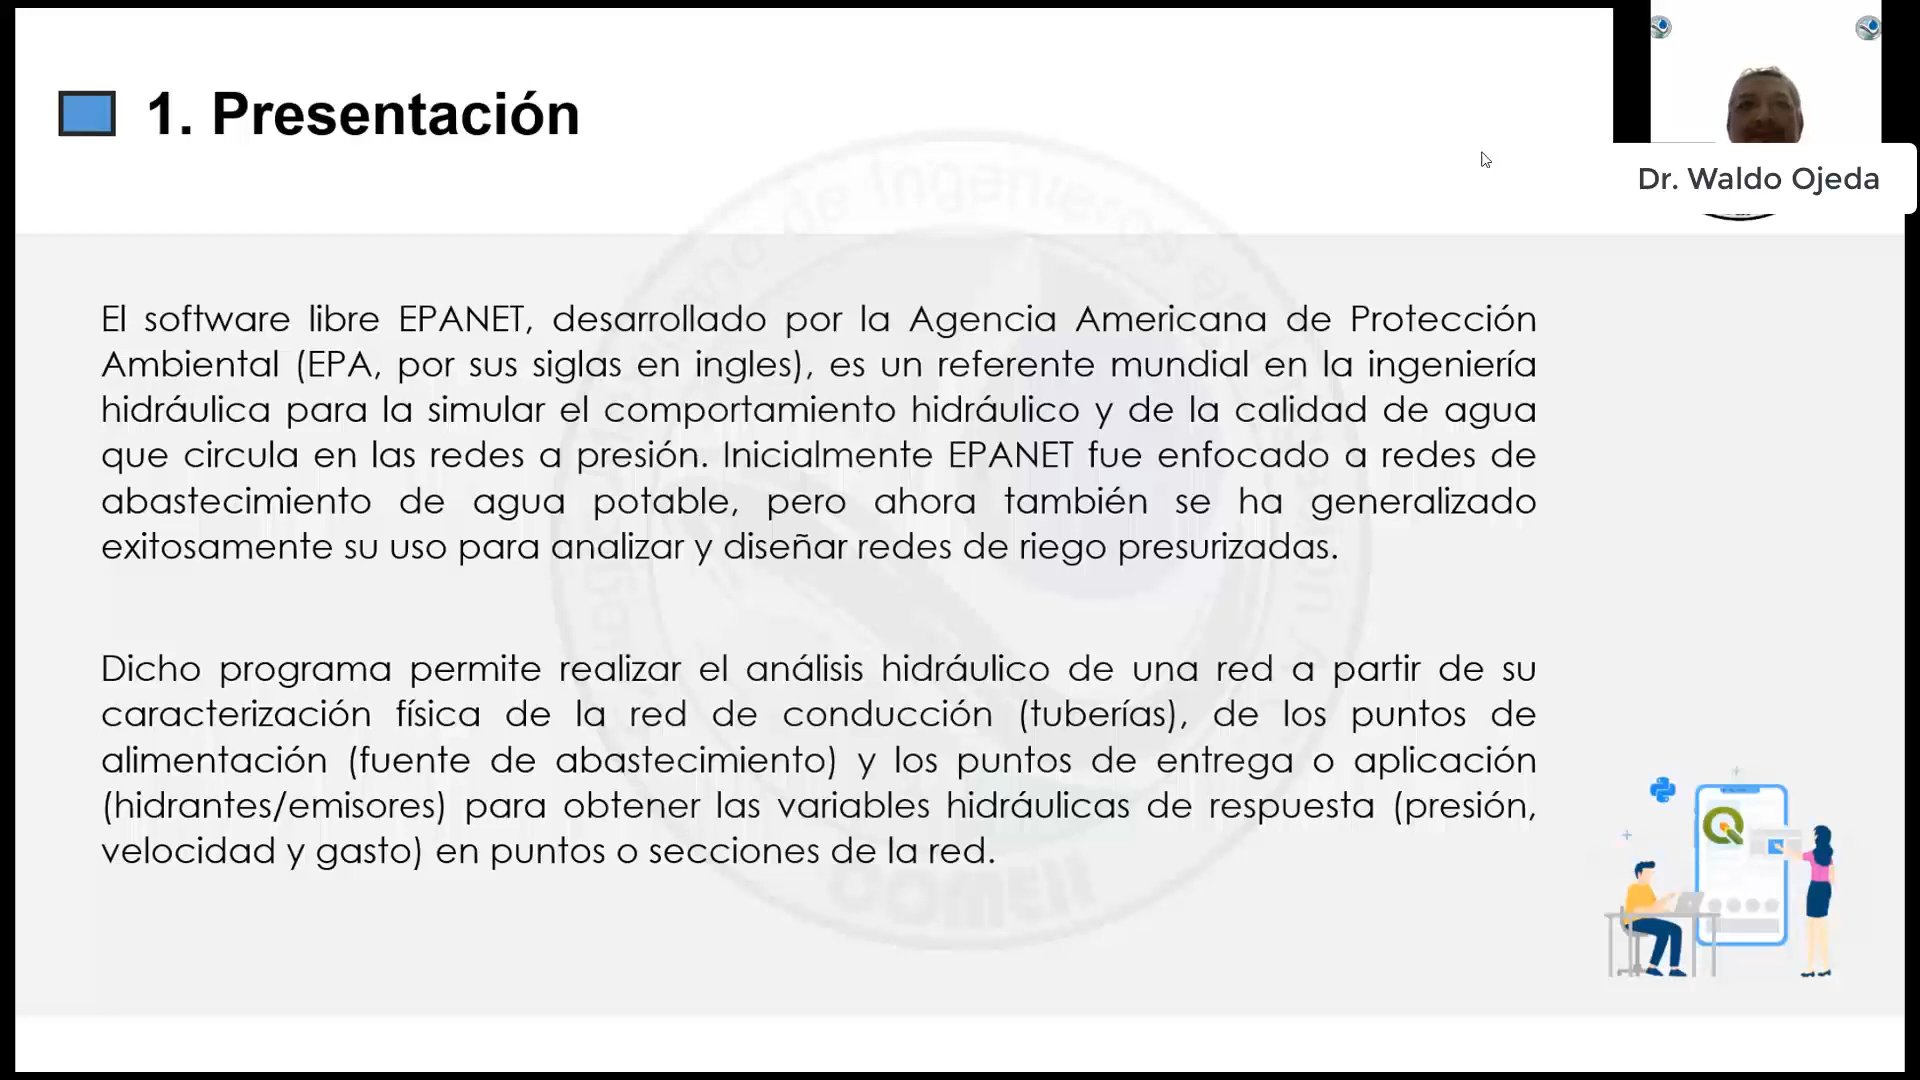 1. Presentación
Dr. Waldo Ojeda
El software libre EPANET, desarrollado por la Agencia Americana de Protección
Ambiental (EPA, por sus siglas en ingles), es un referente mundial en la ingeniería
hidráulica para la simular el comportamiento hidráulico y de la calidad de agua
que circula en las redes a presión. Inicialmente EPANET fue enfocado a redes de
abastecimiento de agua potable, pero ahora también se ha generalizado
exitosamente su uso para analizar y diseñar redes de riego presurizadas.
Dicho programa permite realizar el análisis hidráulico de una red a partir de su
caracterización física de la red de conducción (tuberías), de los puntos de
alimentación (fuente de abastecimiento) y los puntos de entrega o aplicación
(hidrantes/emisores) para obtener las variables hidráulicas de respuesta (presión,
velocidad y gasto) en puntos o secciones de la red.
de Ingenieros en
COMEII